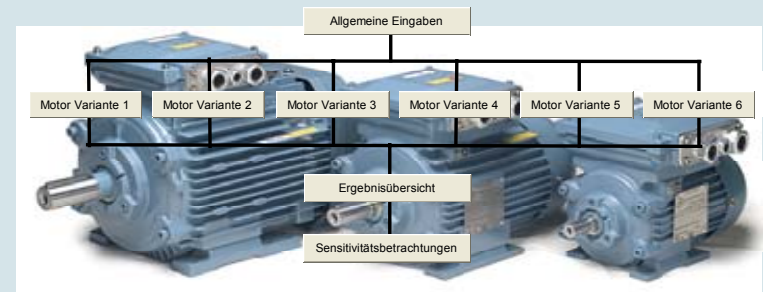 Allgemeine Eingaben
Motor Variante 1
Motor Variante 2
Motor Variante 3
Motor Variante 4
Motor Variante 5
Motor Variante 6
Ergebnisübersicht
Sensitivitätsbetrachtungen